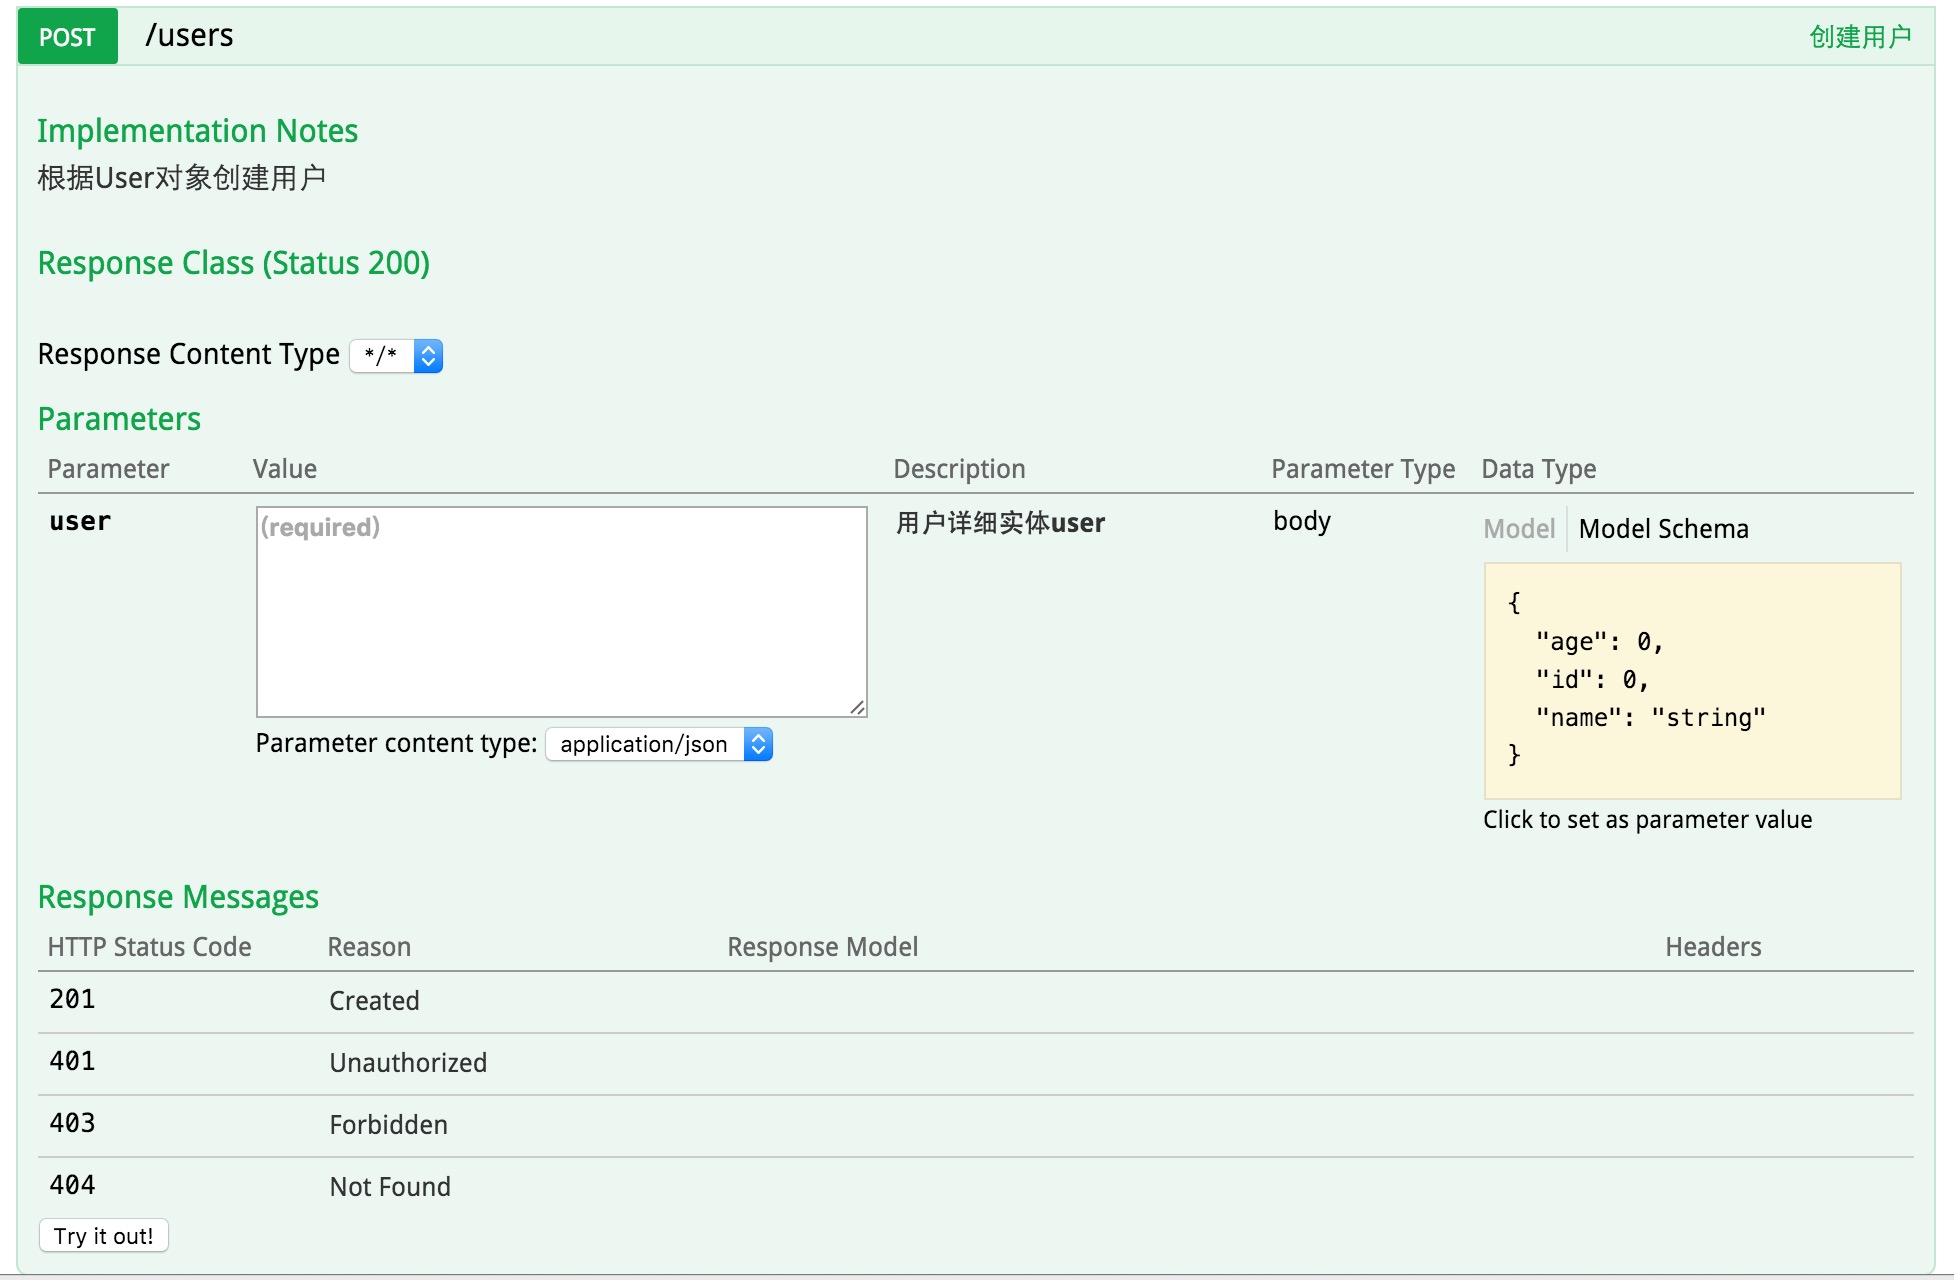 POST /users 创建用户
Implementation Notes
根据User对象创建用户
Response Class (Status 200)
Response Content Type */*
Parameters
Parameter Value Description Parameter Type Data Type
user (required) 用户详细实体user body Model Model Schema
{
"age": 0,
"id": 0,
"name": "string"
}
Parameter content type: application/json
Click to set as parameter value
Response Messages
HTTP Status Code Reason Response Model Headers
201 Created
401 Unauthorized
403 Forbidden
404 Not Found
Try it out!